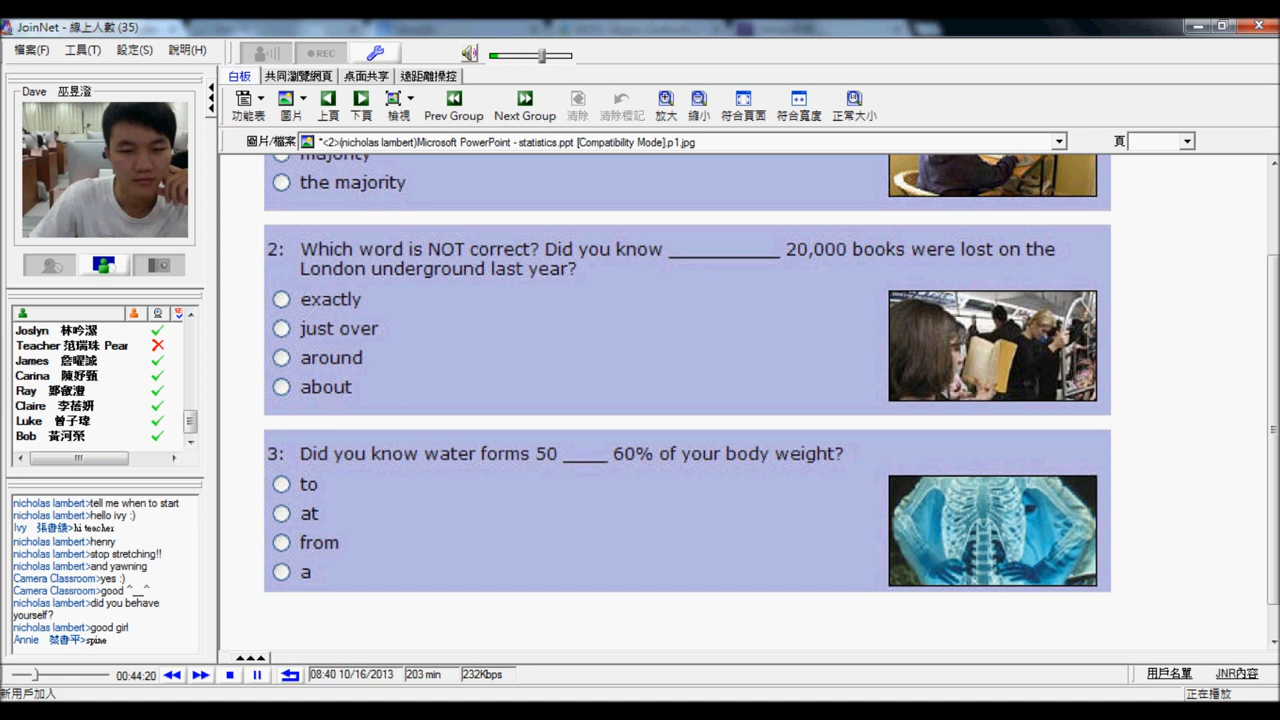 JoinNet - 線上人數 (35)
檔案(F) 工具(T) 設定(S) 說明(H)
REC
Dave 巫昱澄
白板 共同瀏覽網頁 桌面共享 遠距離操控
功能表 圖片 上頁 下頁 檢視 Prev Group Next Group 清除 清除標記 放大 縮小 符合頁面 符合寬度 正常大小
圖片/檔案 *<2>(nicholas lambert)Microsoft PowerPoint - statistics.ppt [Compatibility Mode].p1.jpg 頁
majority
the majority
2: Which word is NOT correct? Did you know ___________ 20,000 books were lost on the
London underground last year?
exactly
just over
around
about
3: Did you know water forms 50 ____ 60% of your body weight?
to
at
from
a
Joslyn 林吟潔
Teacher 范瑞珠 Pear
James 詹曜誠
Carina 陳妤甄
Ray 鄭叡澧
Claire 李蓓妍
Luke 曾子瑋
Bob 黃河榮
nicholas lambert>tell me when to start
nicholas lambert>hello ivy :)
Ivy 張書綾>hi teacher
nicholas lambert>henry
nicholas lambert>stop stretching!!
nicholas lambert>and yawning
Camera Classroom>yes :)
Camera Classroom>good ^__^
nicholas lambert>did you behave
yourself?
nicholas lambert>good girl
Annie 蔡書平>spine
00:44:20 08:40 10/16/2013 203 min 232Kbps 用戶名單 JNR內容
新用戶加入 正在播放